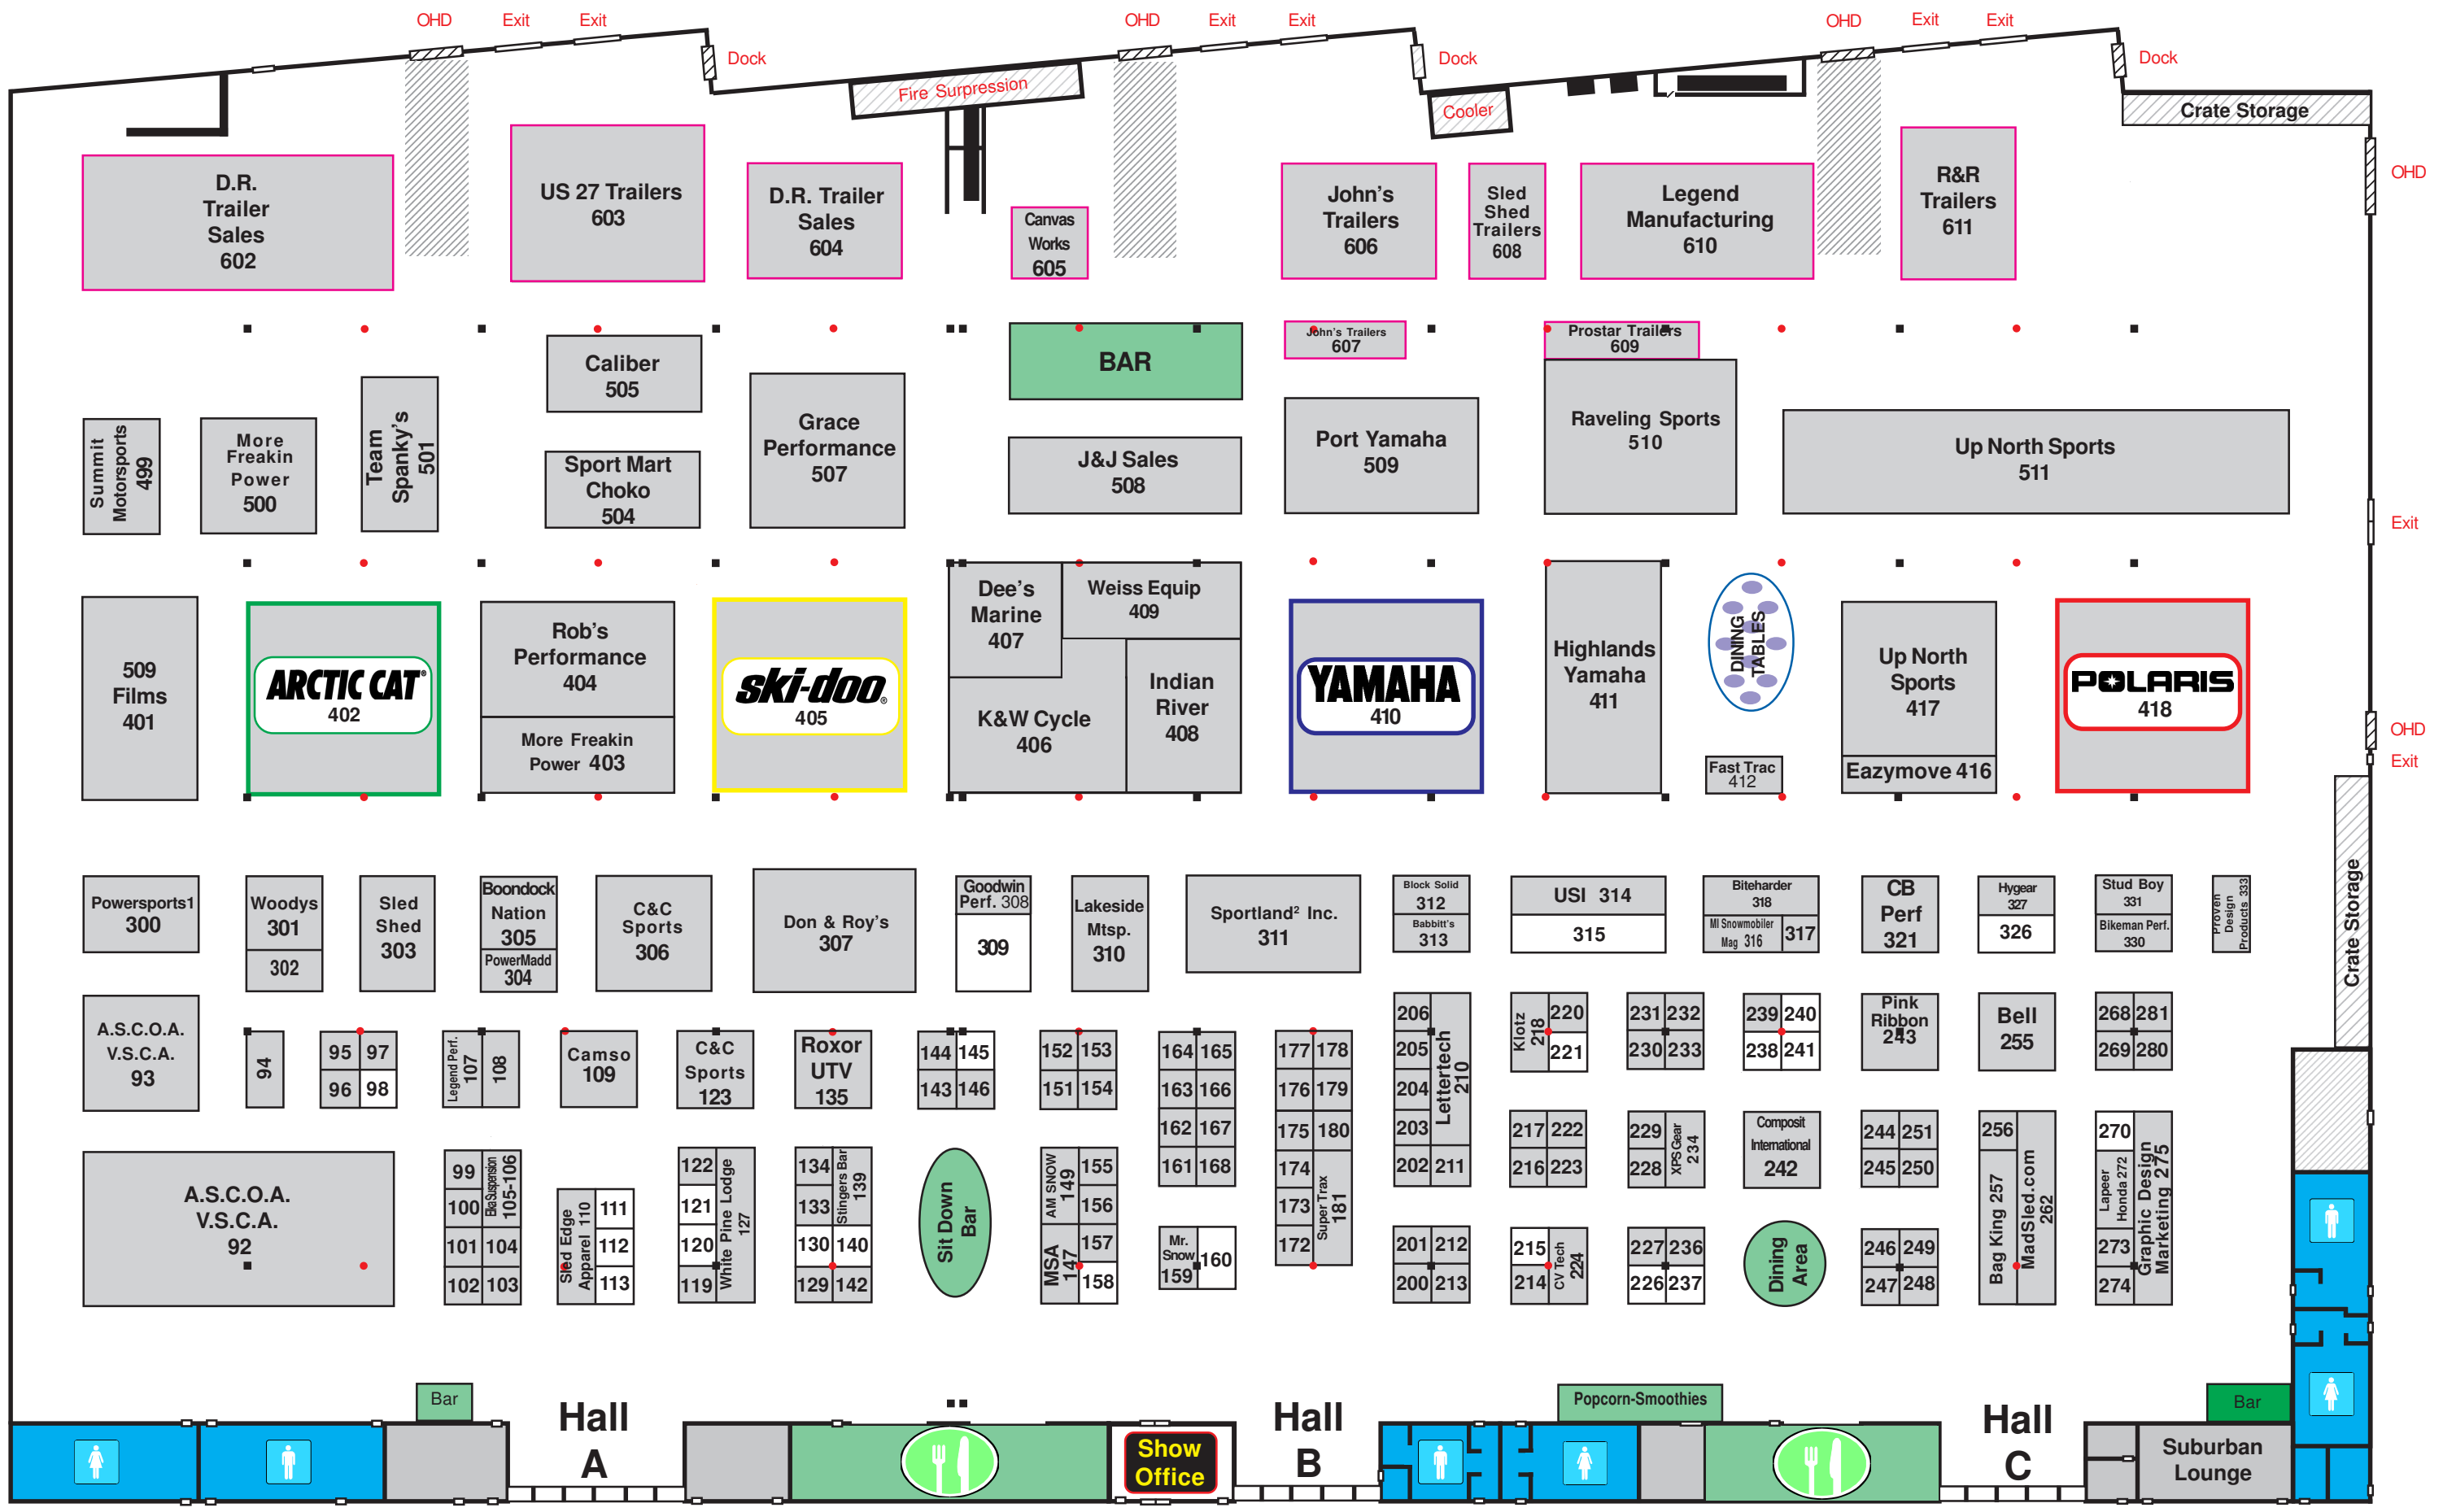 OHD
Exit
Exit
Dock
OHD
Exit
Exit
Dock
OHD
Exit
Exit
Dock
Fire Surpression
Cooler
Crate Storage
OHD
D.R.
Trailer
Sales
602
US 27 Trailers
603
D.R. Trailer
Sales
604
Canvas
Works
605
John's
Trailers
606
Sled
Shed
Trailers
608
Legend
Manufacturing
610
R&R
Trailers
611
Caliber
505
BAR
John's Trailers
607
Prostar Trailers
609
Summit
Motorsports
499
More
Freakin
Power
500
Team
Spanky's
501
Sport Mart
Choko
504
Grace
Performance
507
J&J Sales
508
Port Yamaha
509
Raveling Sports
510
Up North Sports
511
Exit
509
Films
401
ARCTIC CAT®
402
Rob's
Performance
404
More Freakin
Power 403
ski-doo®
405
Dee's
Marine
407
Weiss Equip
409
K&W Cycle
406
Indian
River
408
YAMAHA
410
Highlands
Yamaha
411
DINING
TABLES
Fast Trac
412
Up North
Sports
417
Eazymove 416
POLARIS
418
OHD
Exit
Crate Storage
Powersports1
300
Woodys
301
302
Sled
Shed
303
Boondock
Nation
305
PowerMadd
304
C&C
Sports
306
Don & Roy's
307
Goodwin
Perf. 308
309
Lakeside
Mtsp.
310
Sportland² Inc.
311
Block Solid
312
Babbitt's
313
USI 314
315
Biteharder
318
MI Snowmobiler
Mag 316
317
CB
Perf
321
Hygear
327
326
Stud Boy
331
Bikeman Perf.
330
Proven
Design
Products 333
A.S.C.O.A.
V.S.C.A.
93
94
95 97
96 98
Legend Perf.
107
108
Camso
109
C&C
Sports
123
Roxor
UTV
135
144 145
143 146
152 153
151 154
164 165
163 166
162 167
161 168
177 178
176 179
175 180
174
173
172
Super Trax
181
206
205
204
203
Lettertech
210
202 211
Klotz
218
220
221
231 232
230 233
239 240
238 241
Pink
Ribbon
243
Bell
255
268 281
269 280
A.S.C.O.A.
V.S.C.A.
92
99
100
Elka Suspension
105-106
101 104
102 103
Sled Edge
Apparel 110
111
112
113
122
121
120
119
White Pine Lodge
127
134
133
Stingers Bar
139
130 140
129 142
Sit Down
Bar
AM SNOW
149
MSA
147
155
156
157
158
Mr.
Snow
159
160
201 212
200 213
217 222
216 223
215
214
CV Tech
224
229
228
XPS Gear
234
227 236
226 237
Composit
International
242
Dining
Area
244 251
245 250
246 249
247 248
256
Bag King 257
MadSled.com
262
270
Lapeer
Honda 272
273
274
Graphic Design
Marketing 275
Bar
Hall
A
Show
Office
Hall
B
Popcorn-Smoothies
Hall
C
Bar
Suburban
Lounge